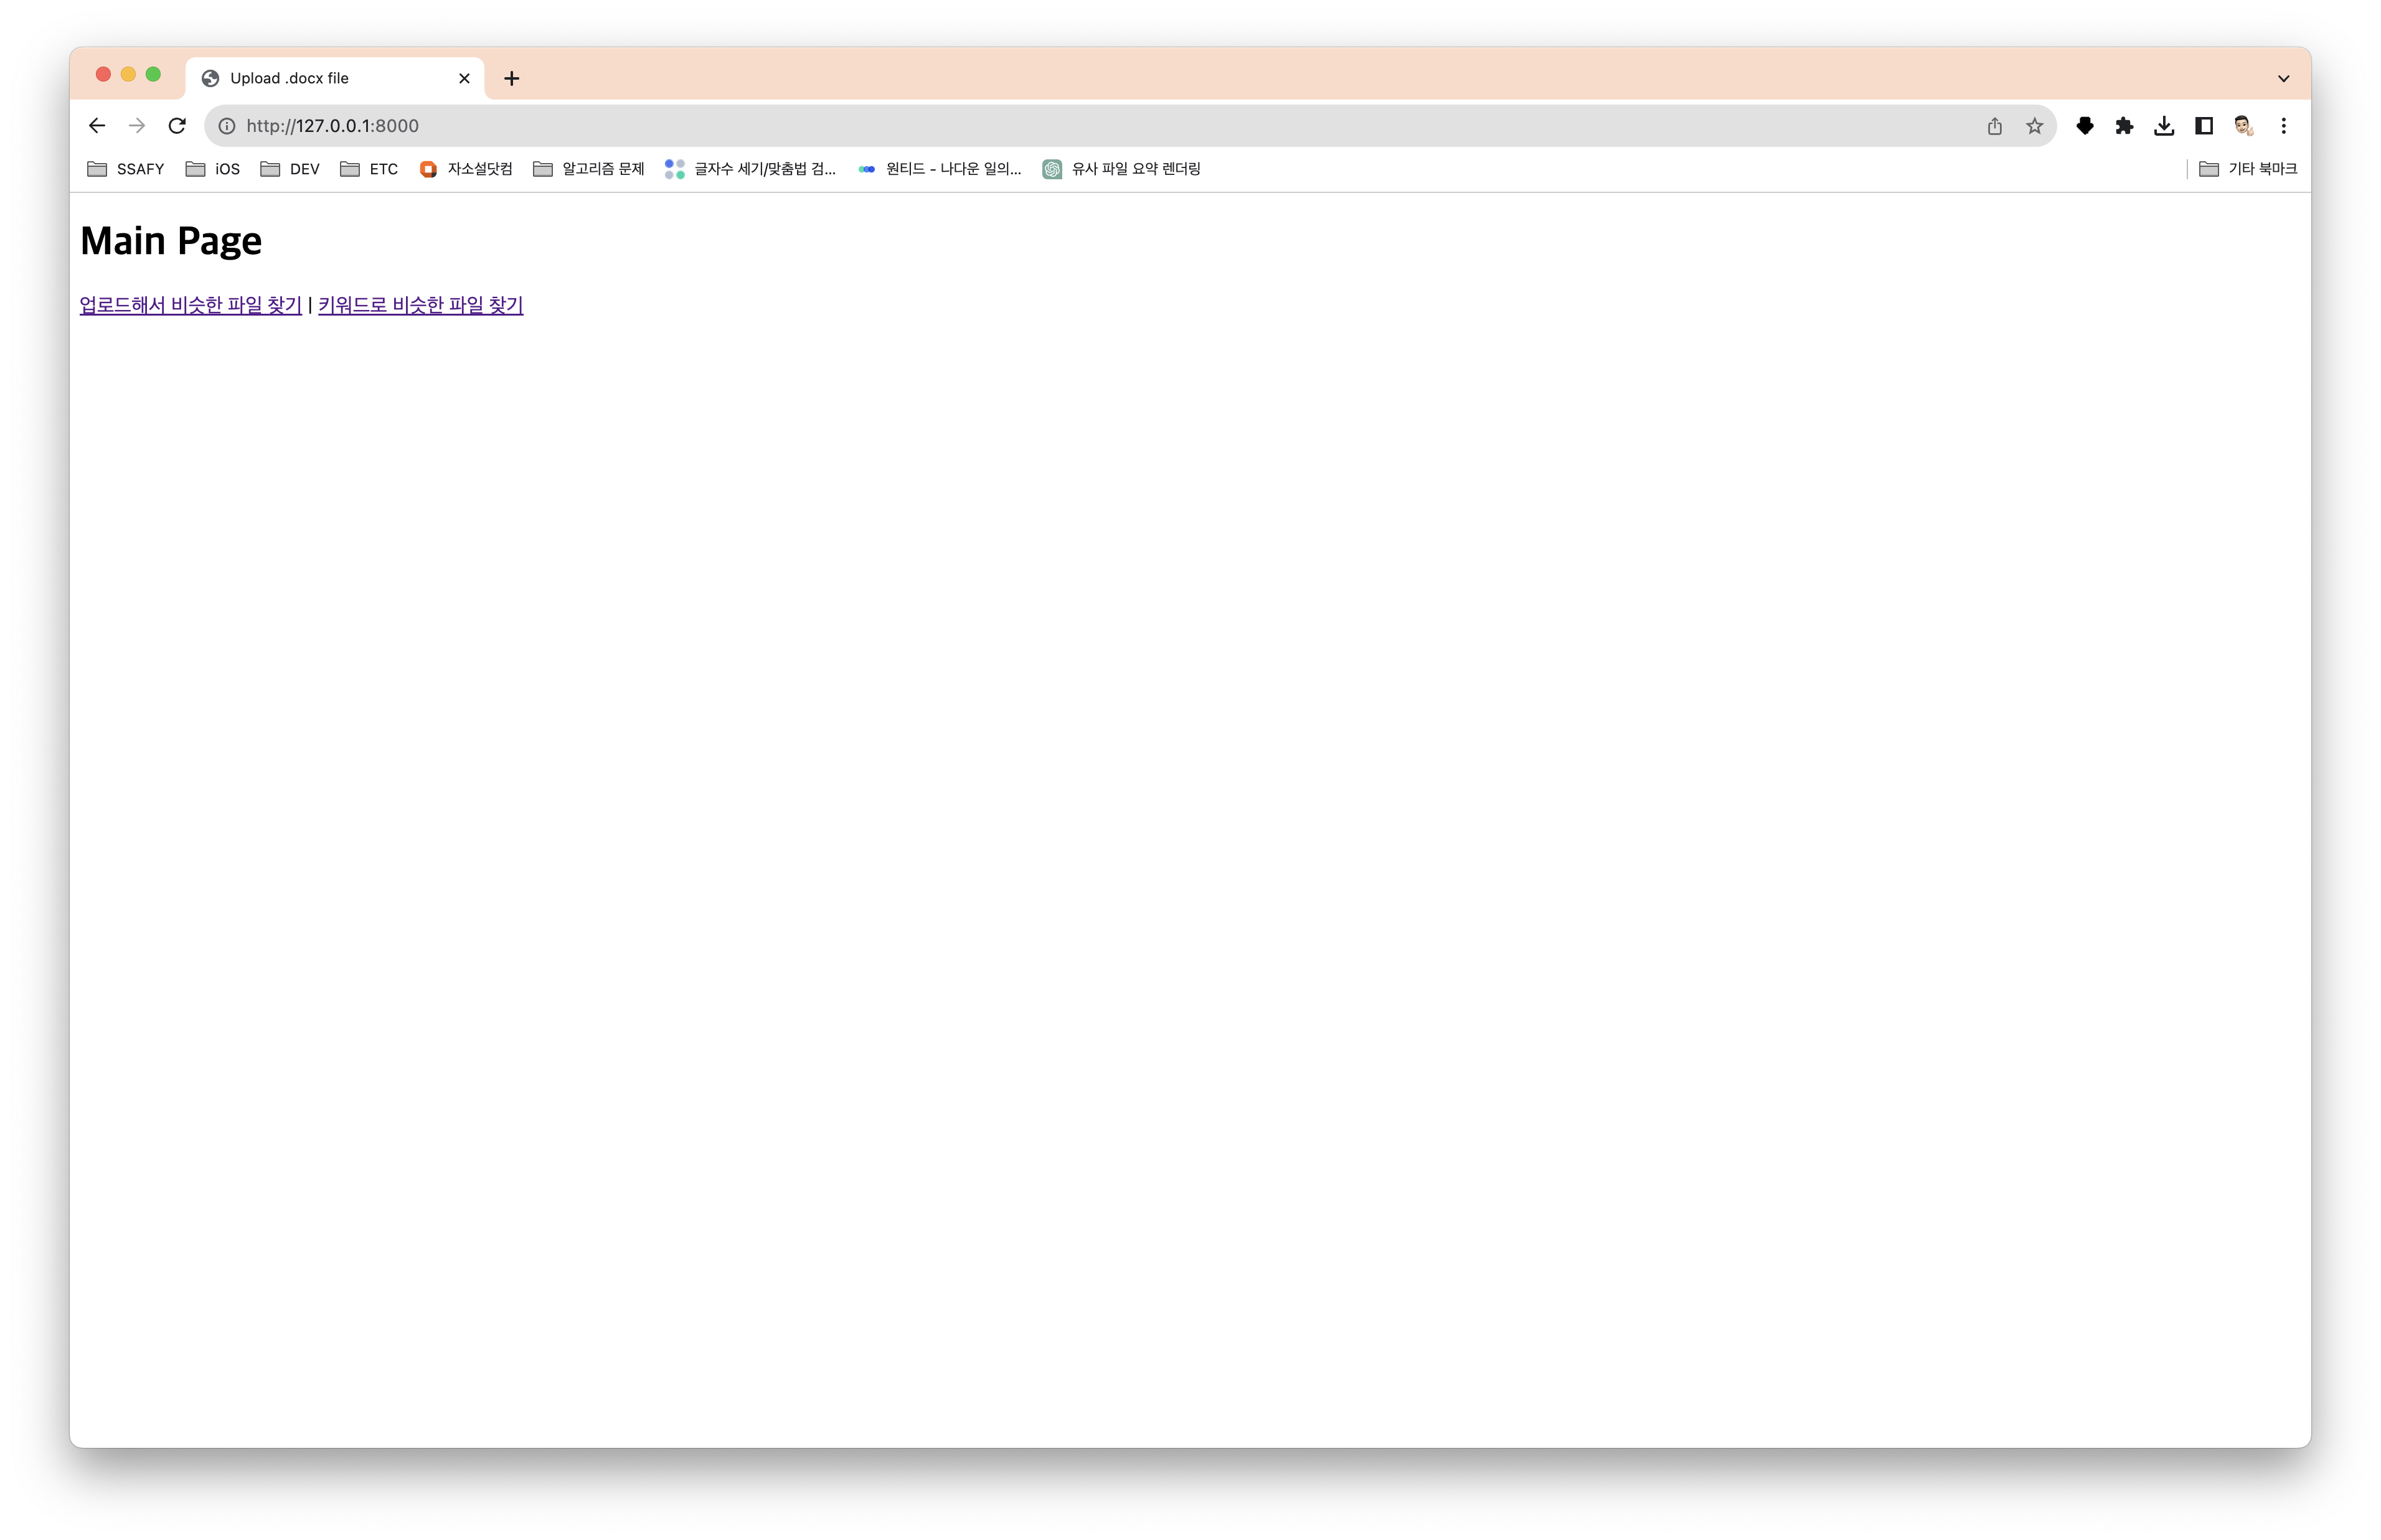 Upload .docx file
http://127.0.0.1:8000
SSAFY iOS DEV ETC 자소설닷컴 알고리즘 문제 글자수 세기/맞춤법 검... 원티드 - 나다운 일의... 유사 파일 요약 렌더링 기타 북마크
Main Page
업로드해서 비슷한 파일 찾기 | 키워드로 비슷한 파일 찾기